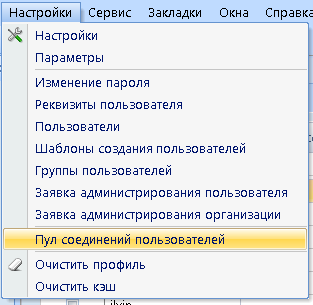 Настройки Сервис Закладки Окна Справка
Настройки
Параметры
Изменение пароля
Реквизиты пользователя
Пользователи
Шаблоны создания пользователей
Группы пользователей
Заявка администрирования пользователя
Заявка администрирования организации
Пул соединений пользователей
Очистить профиль
Очистить кэш